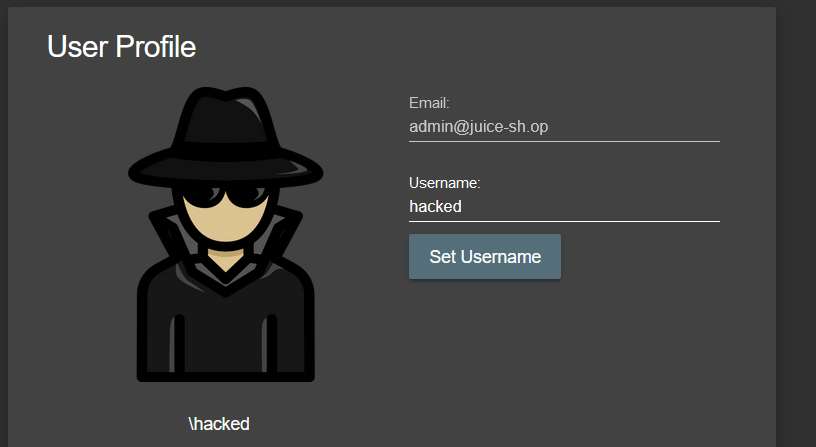 User Profile
Email:
admin@juice-sh.op
Username:
hacked
Set Username
\hacked